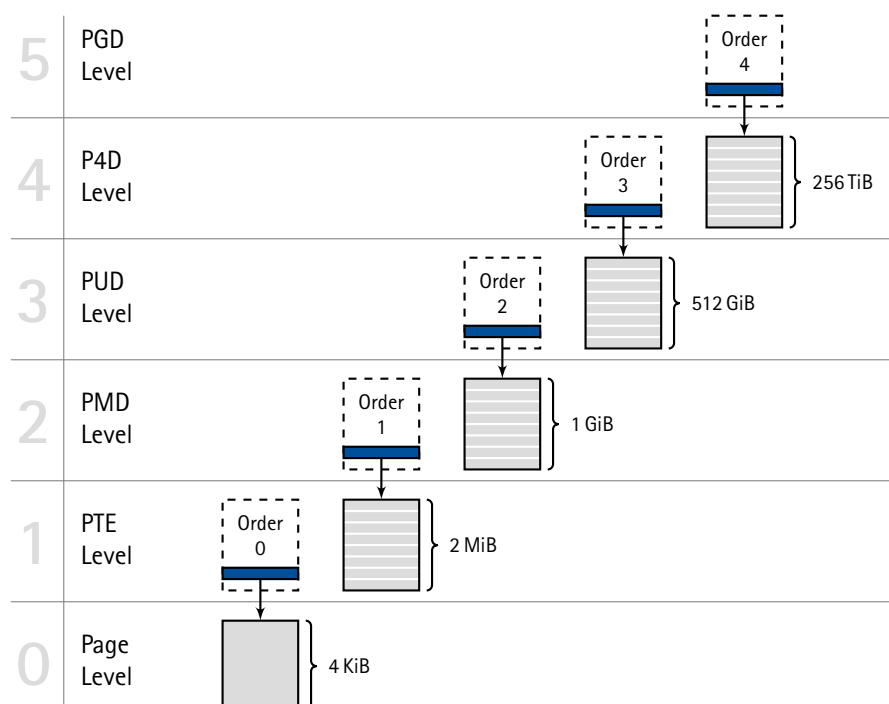 5
PGD
Level
Order
4
4
P4D
Level
Order
3
256 TiB
3
PUD
Level
Order
2
512 GiB
2
PMD
Level
Order
1
1 GiB
1
PTE
Level
Order
0
2 MiB
0
Page
Level
4 KiB